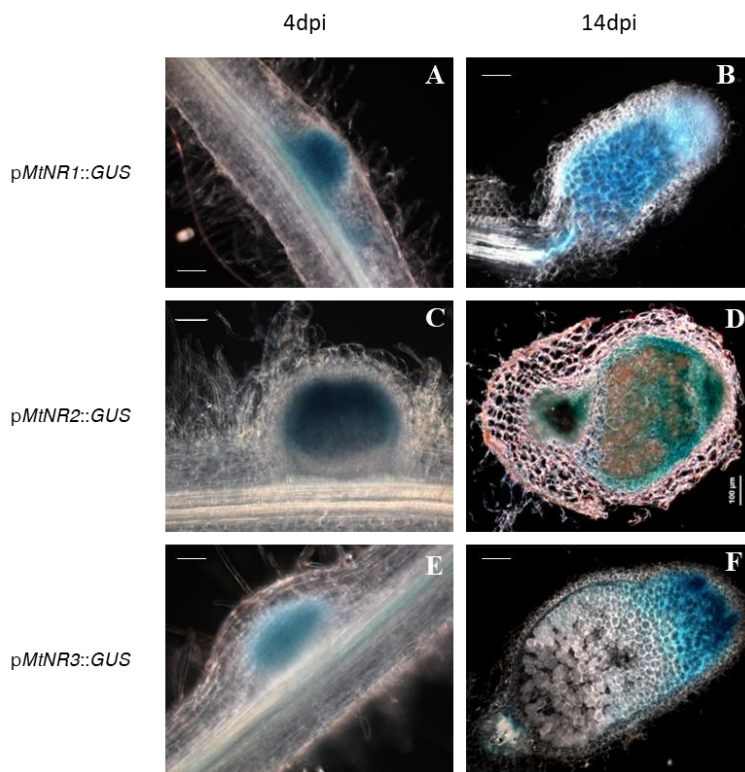 4dpi 14dpi
A B
pMtNR1::GUS
C D
pMtNR2::GUS
100 µm
E F
pMtNR3::GUS